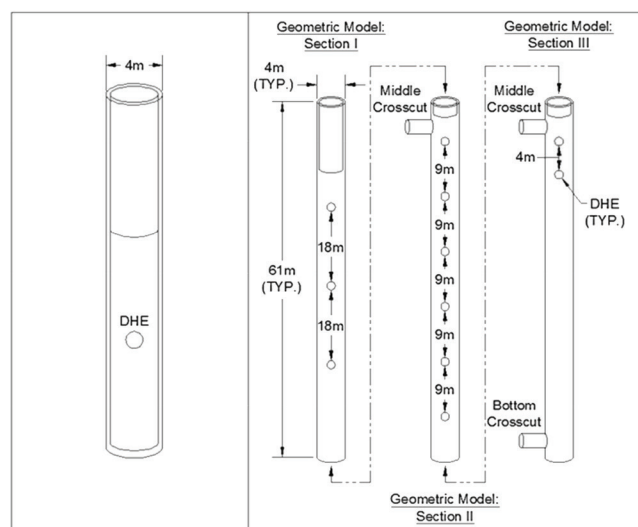 4m
DHE
Geometric Model:
Section I
4m
(TYP.)
61m
(TYP.)
18m
18m
Middle
Crosscut
9m
9m
9m
9m
9m
Geometric Model:
Section II
Geometric Model:
Section III
Middle
Crosscut
4m
DHE
(TYP.)
Bottom
Crosscut